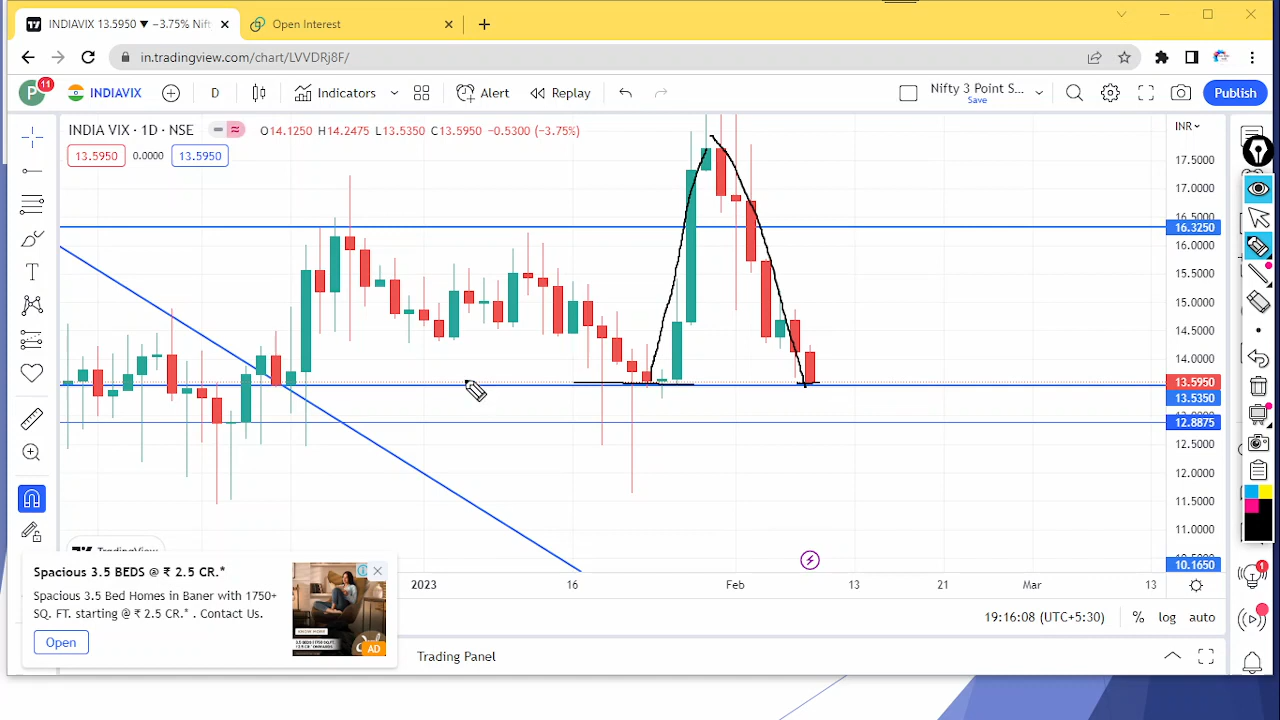 INDIAVIX 13.5950 ▼ −3.75% Nift
Open Interest
in.tradingview.com/chart/LVVDRj8F/
P 11
INDIAVIX
D
Indicators
Alert
Replay
Nifty 3 Point S...
Save
Publish
INDIA VIX · 1D · NSE
O14.1250 H14.2475 L13.5350 C13.5950 −0.5300 (−3.75%)
INR
13.5950 0.0000 13.5950
17.5000
17.0000
16.5000
16.3250
16.0000
15.5000
15.0000
14.5000
14.0000
13.5950
13.5350
12.8875
12.5000
12.0000
11.5000
11.0000
10.1650
TradingView
2023
16
Feb
13
21
Mar
13
Spacious 3.5 BEDS @ ₹ 2.5 CR.*
Spacious 3.5 Bed Homes in Baner with 1750+
SQ. FT. starting @ ₹ 2.5 CR.* . Contact Us.
Open
AD
19:16:08 (UTC+5:30)
%
log
auto
1
Trading Panel